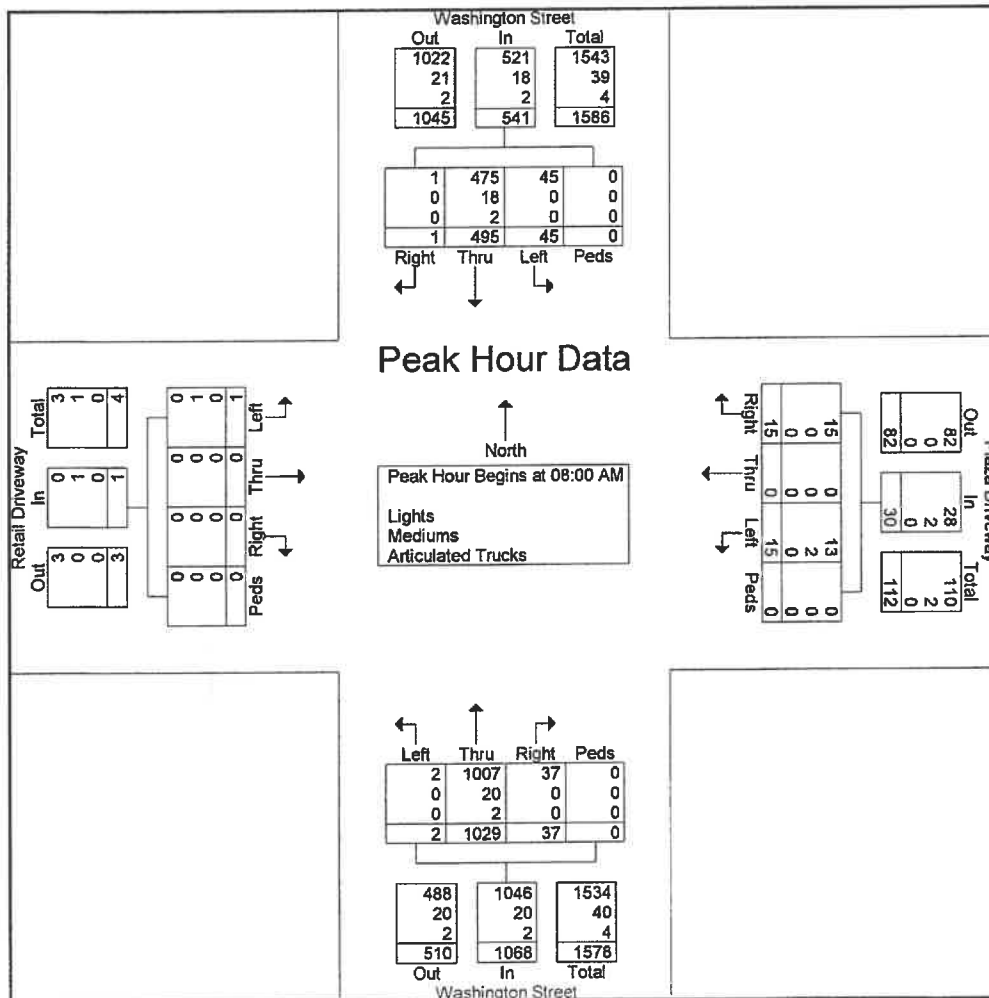 Washington Street
Out In Total
1022 521 1543
21 18 39
2 2 4
1045 541 1586
1 475 45 0
0 18 0 0
0 2 0 0
1 495 45 0
Right Thru Left Peds
Peak Hour Data
North
Peak Hour Begins at 08:00 AM
Lights
Mediums
Articulated Trucks
Retail Driveway
Total In Out
3 0 3
1 1 0
0 0 0
4 1 3
Left Thru Right Peds
0 0 0 0
1 0 0 0
0 0 0 0
1 0 0 0
Right Thru Left Peds
15 0 13 0
0 0 2 0
0 0 0 0
15 0 15 0
Driveway
Out In Total
82 28 110
0 2 2
0 0 0
82 30 112
Left Thru Right Peds
2 1007 37 0
0 20 0 0
0 2 0 0
2 1029 37 0
488 1046 1534
20 20 40
2 2 4
510 1068 1578
Out In Total
Washington Street